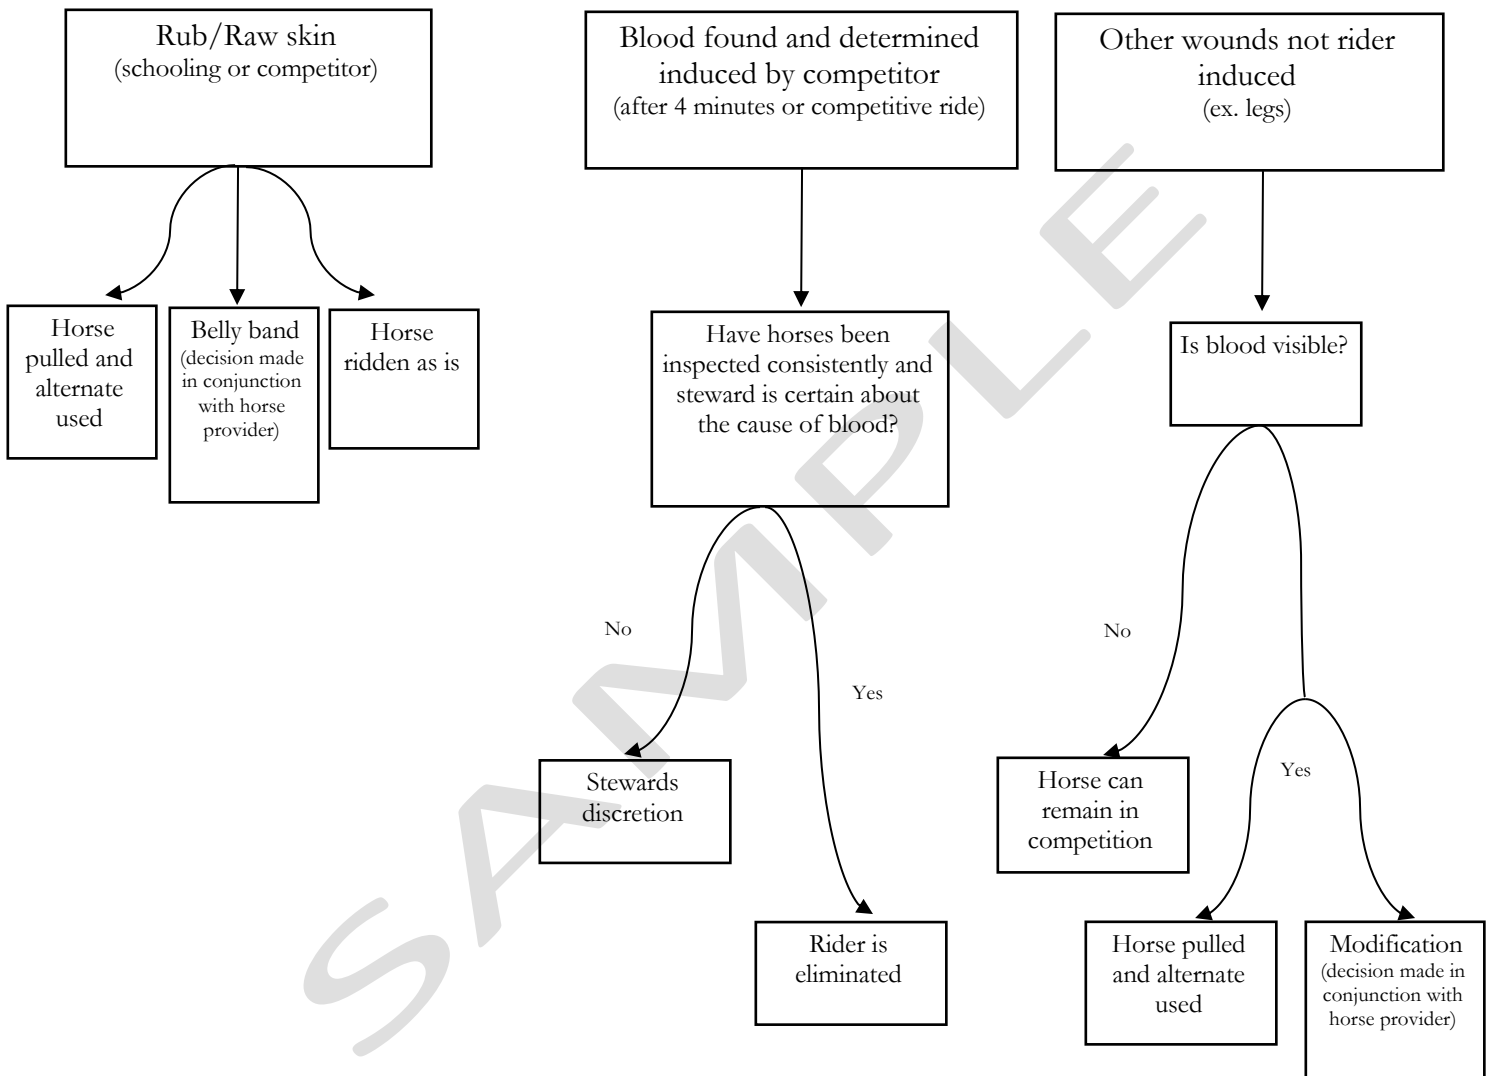 Rub/Raw skin
(schooling or competitor)
Blood found and determined
induced by competitor
(after 4 minutes or competitive ride)
Other wounds not rider
induced
(ex. legs)
Horse
pulled and
alternate
used
Belly band
(decision made
in conjunction
with horse
provider)
Horse
ridden as is
Have horses been
inspected consistently and
steward is certain about
the cause of blood?
Is blood visible?
No
Yes
No
Yes
Stewards
discretion
Rider is
eliminated
Horse can
remain in
competition
Horse pulled
and alternate
used
Modification
(decision made in
conjunction with
horse provider)
SAMPLE